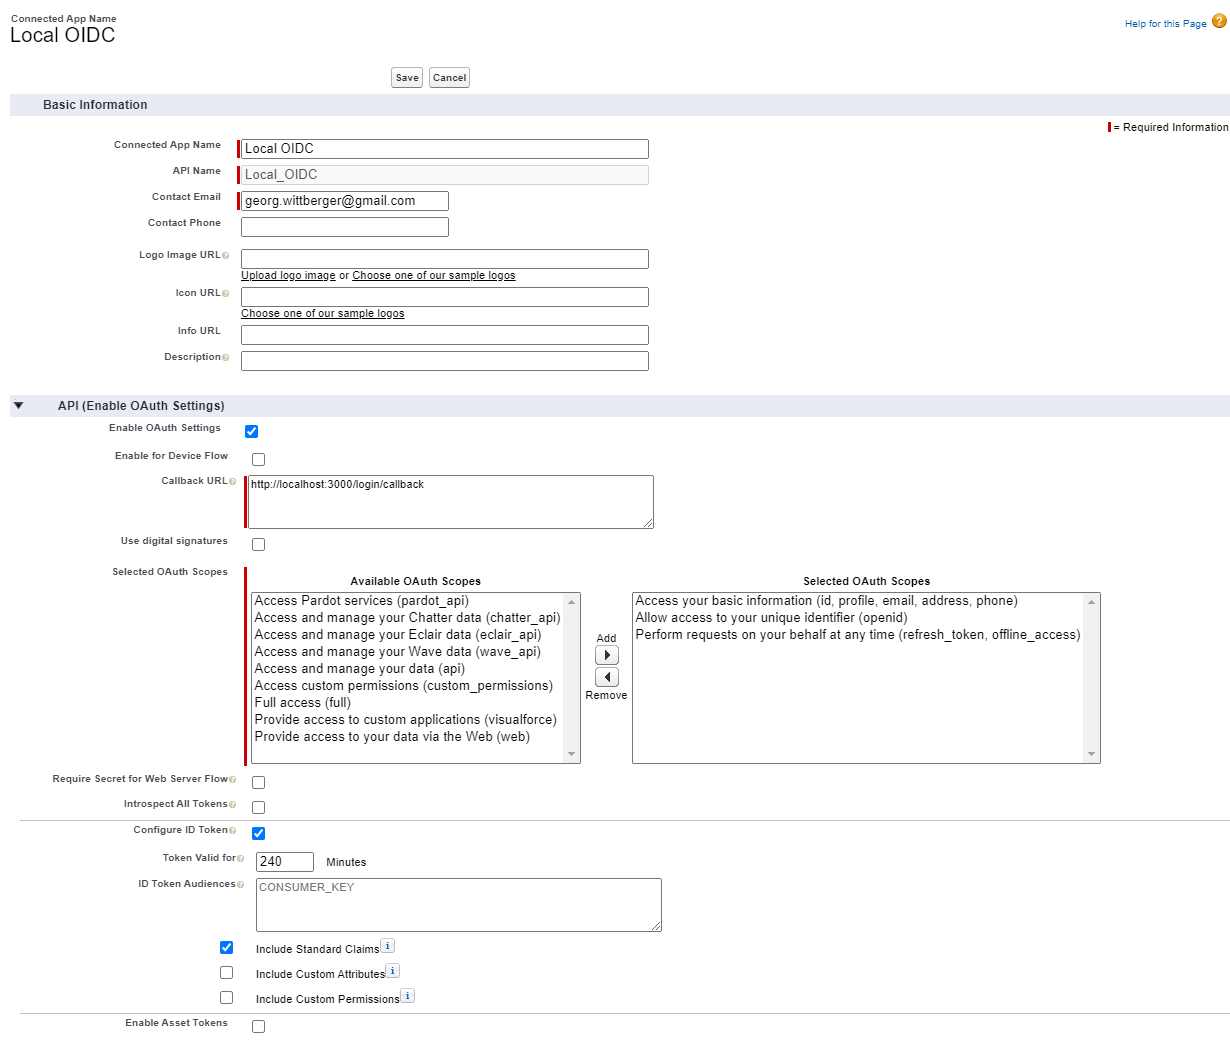 Connected App Name
Local OIDC
Help for this Page ?
Save Cancel
Basic Information
= Required Information
Connected App Name Local OIDC
API Name Local_OIDC
Contact Email georg.wittberger@gmail.com
Contact Phone
Logo Image URL ?
Upload logo image or Choose one of our sample logos
Icon URL ?
Choose one of our sample logos
Info URL
Description ?
API (Enable OAuth Settings)
Enable OAuth Settings
Enable for Device Flow
Callback URL ? http://localhost:3000/login/callback
Use digital signatures
Selected OAuth Scopes
Available OAuth Scopes
Access Pardot services (pardot_api)
Access and manage your Chatter data (chatter_api)
Access and manage your Eclair data (eclair_api)
Access and manage your Wave data (wave_api)
Access and manage your data (api)
Access custom permissions (custom_permissions)
Full access (full)
Provide access to custom applications (visualforce)
Provide access to your data via the Web (web)
Add
Remove
Selected OAuth Scopes
Access your basic information (id, profile, email, address, phone)
Allow access to your unique identifier (openid)
Perform requests on your behalf at any time (refresh_token, offline_access)
Require Secret for Web Server Flow ?
Introspect All Tokens ?
Configure ID Token ?
Token Valid for ? 240 Minutes
ID Token Audiences ? CONSUMER_KEY
Include Standard Claims i
Include Custom Attributes i
Include Custom Permissions i
Enable Asset Tokens